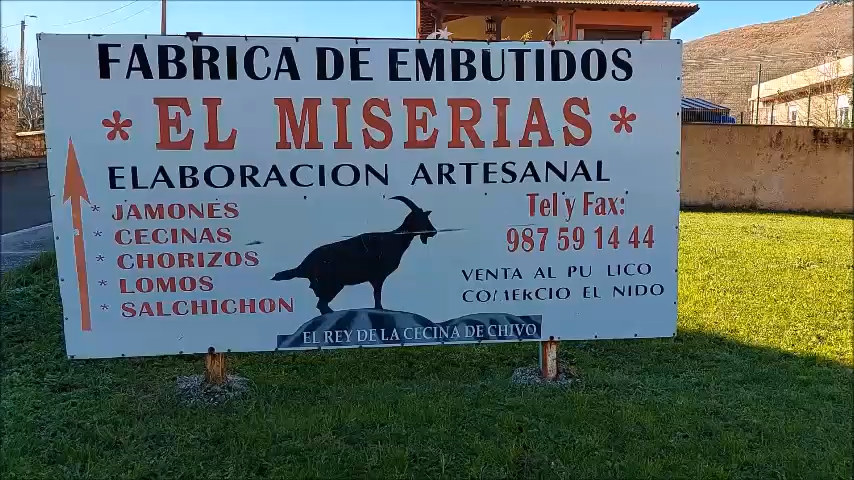 FABRICA DE EMBUTIDOS
* EL MISERIAS *
ELABORACION ARTESANAL
* JAMONES
* CECINAS
* CHORIZOS
* LOMOS
* SALCHICHON
Tel y Fax:
987 59 14 44
VENTA AL PU LICO
COMERCIO EL NIDO
EL REY DE LA CECINA DE CHIVO